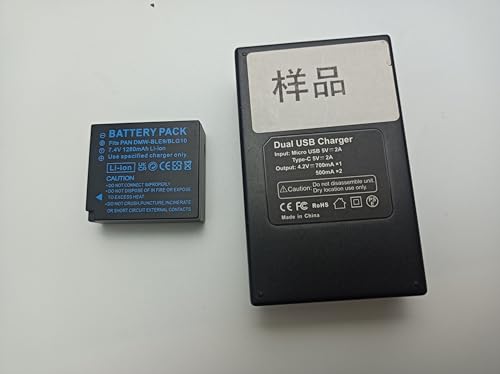 BATTERY PACK
Fits PAN DMW-BLE9/BLG10
7.4V 1280mAh Li-ion
Use specified charger only
Li-ion
CAUTION
•DO NOT CONNECT IMPROPERLY
•DO NOT DISPOSE OF IN FIRE OR EXPOSE
TO EXCESS HEAT
•DO NOT CRUSH,PUNCTURE,INCINERATE
OR SHORT CIRCUIT EXTERNAL CONTACTS
样品
Dual USB Charger
Input: Micro USB 5V⎓2A
Type-C 5V⎓2A
Output: 4.2V⎓700mA ×1
500mA ×2
Caution: Do not disassemble unit.
Dry location use only.
CE FC RoHS
Made in China